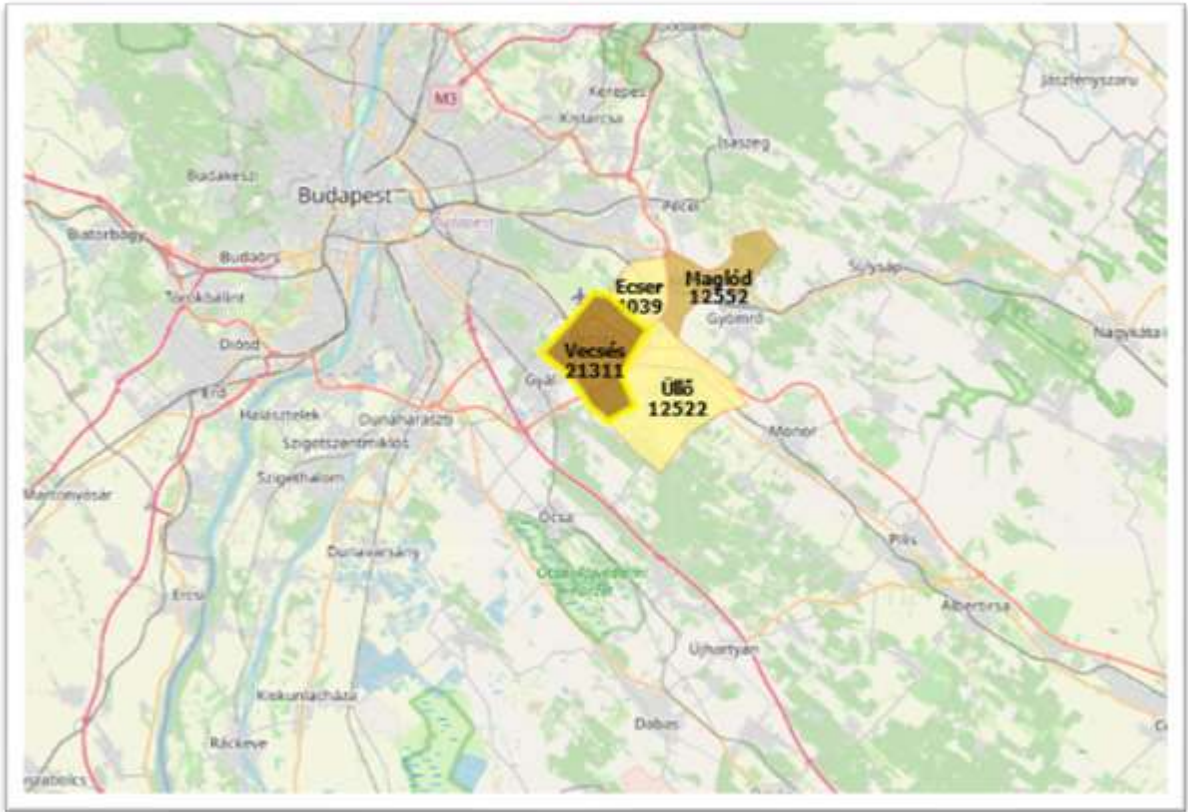 Jászfényszaru
M3
Kerepes
Kistarcsa
Isaszeg
Budakeszi
Budapest
Pécel
Budapest
Biatorbágy
Budaörs
Sülysáp
Ecser
Maglód
12552
Törökbálint
Gyömrő
Nagykáta
Diósd
Vecsés
21311
Gyál
Üllő
12522
Érd
Halásztelek
Dunaharaszti
Monor
Szigetszentmiklós
Szigethalom
Martonvásár
Ócsa
Dunavarsány
Pilis
Ercsi
Albertirsa
Újhartyán
Kiskunlacháza
Dabas
Ráckeve